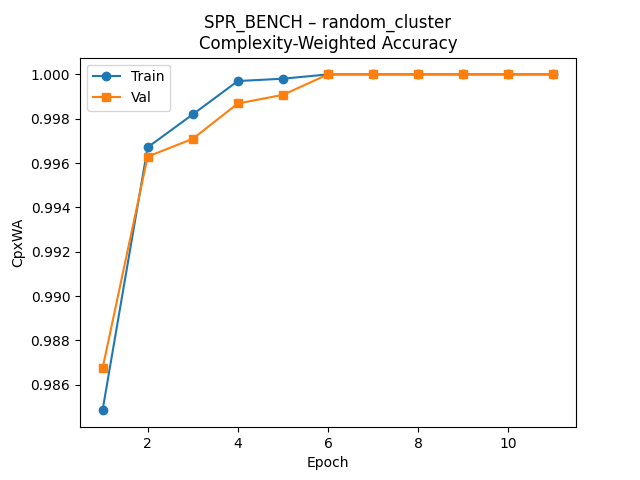 SPR_BENCH – random_cluster
Complexity-Weighted Accuracy
Train
Val
1.000
0.998
0.996
0.994
0.992
0.990
0.988
0.986
CpxWA
2
4
6
8
10
Epoch